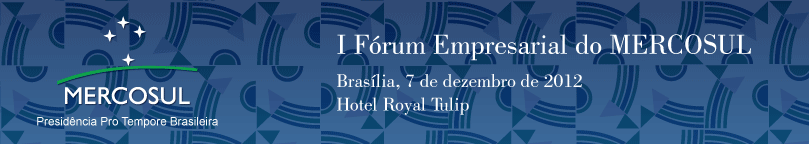 MERCOSUL
Presidência Pro Tempore Brasileira
I Fórum Empresarial do MERCOSUL
Brasília, 7 de dezembro de 2012
Hotel Royal Tulip